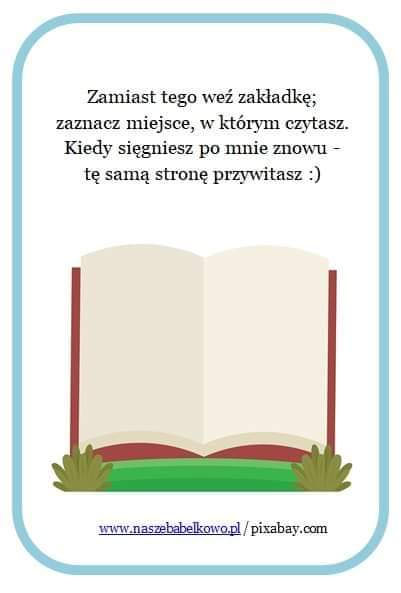 Zamiast tego weź zakładkę;
zaznacz miejsce, w którym czytasz.
Kiedy sięgniesz po mnie znowu -
tę samą stronę przywitasz :)
www.naszebabelkowo.pl / pixabay.com